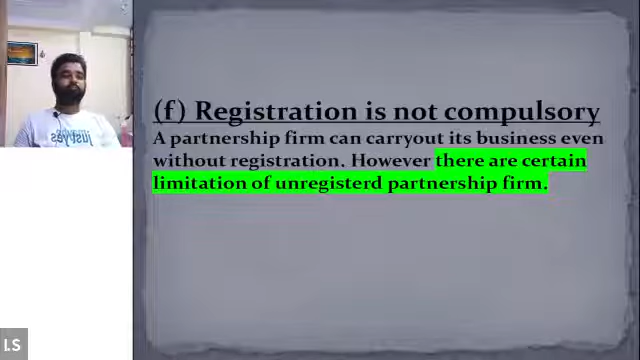 (f) Registration is not compulsory
A partnership firm can carryout its business even
without registration. However there are certain
limitation of unregisterd partnership firm.
I.S